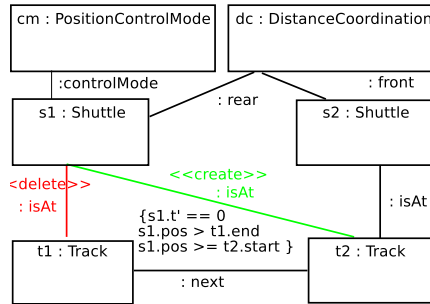 cm : PositionControlMode
dc : DistanceCoordination
:controlMode
: rear
: front
s1 : Shuttle
s2 : Shuttle
<<create>>
: isAt
<delete>>
: isAt
: isAt
{s1.t' == 0
s1.pos > t1.end
s1.pos >= t2.start }
t1 : Track
t2 : Track
: next